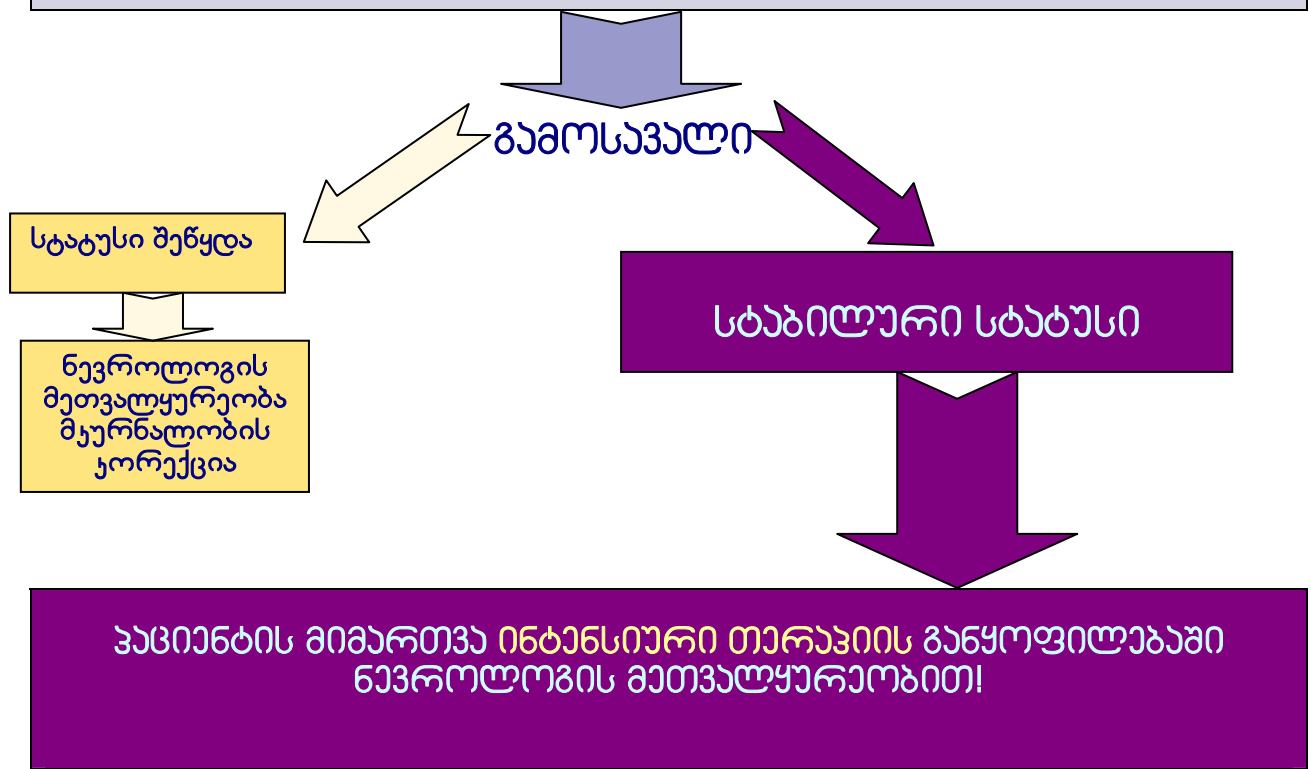 გამოსავალი
სტატუსი შეწყდა
სტაბილური სტატუსი
ნევროლოგის
მეთვალყურეობა
მკურნალობის
კორექცია
პაციენტის მიმართვა ინტენსიური თერაპიის განყოფილებაში
ნევროლოგის მეთვალყურეობით!